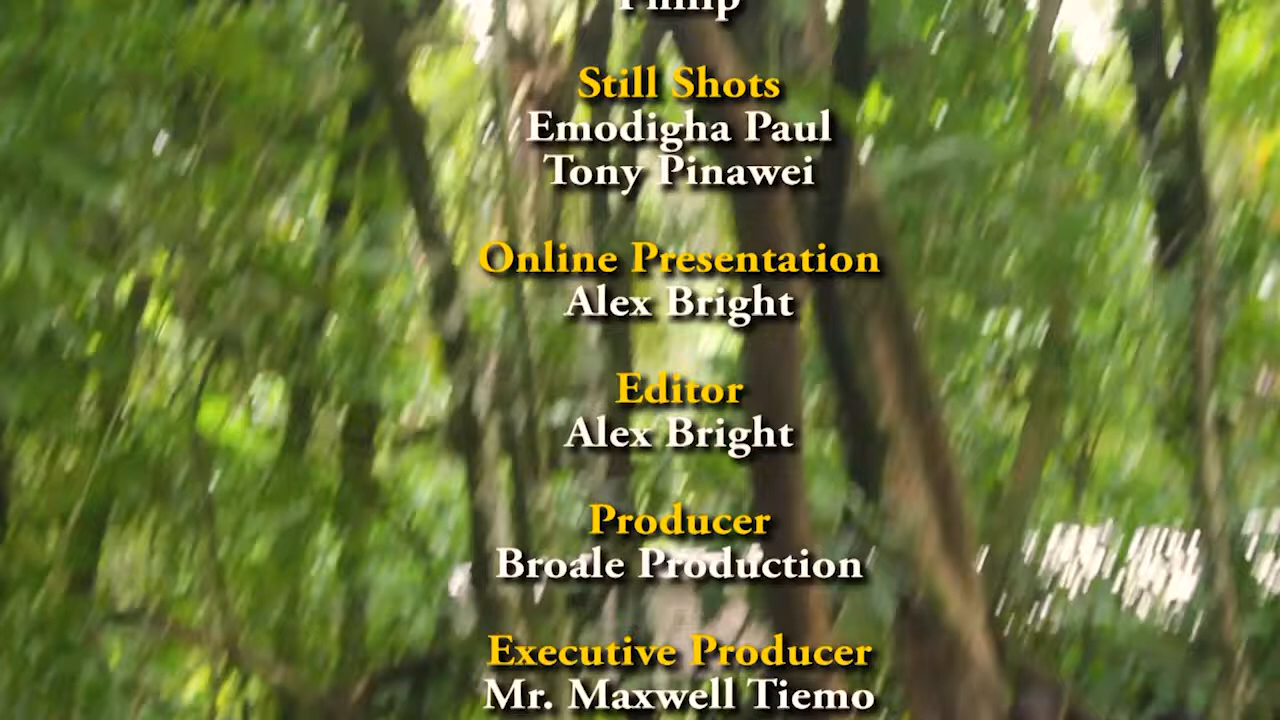 Philip
Still Shots
Emodigha Paul
Tony Pinawei
Online Presentation
Alex Bright
Editor
Alex Bright
Producer
Broale Production
Executive Producer
Mr. Maxwell Tiemo